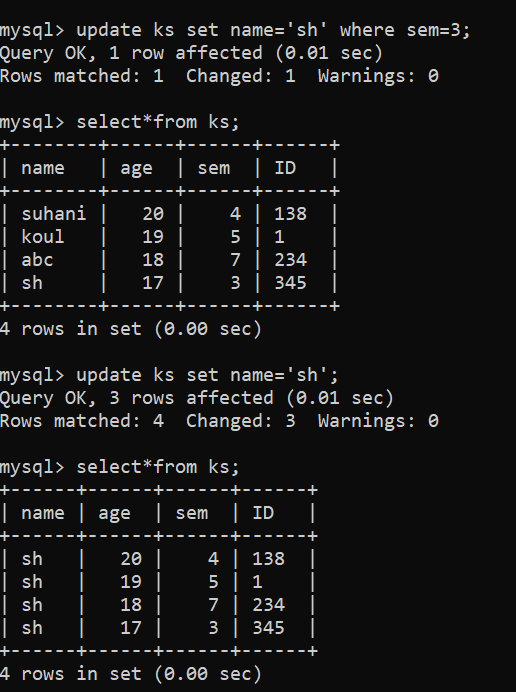 mysql> update ks set name='sh' where sem=3;
Query OK, 1 row affected (0.01 sec)
Rows matched: 1  Changed: 1  Warnings: 0

mysql> select*from ks;
+--------+------+------+------+
| name   | age  | sem  | ID   |
+--------+------+------+------+
| suhani |   20 |    4 | 138  |
| koul   |   19 |    5 | 1    |
| abc    |   18 |    7 | 234  |
| sh     |   17 |    3 | 345  |
+--------+------+------+------+
4 rows in set (0.00 sec)

mysql> update ks set name='sh';
Query OK, 3 rows affected (0.01 sec)
Rows matched: 4  Changed: 3  Warnings: 0

mysql> select*from ks;
+------+------+------+------+
| name | age  | sem  | ID   |
+------+------+------+------+
| sh   |   20 |    4 | 138  |
| sh   |   19 |    5 | 1    |
| sh   |   18 |    7 | 234  |
| sh   |   17 |    3 | 345  |
+------+------+------+------+
4 rows in set (0.00 sec)